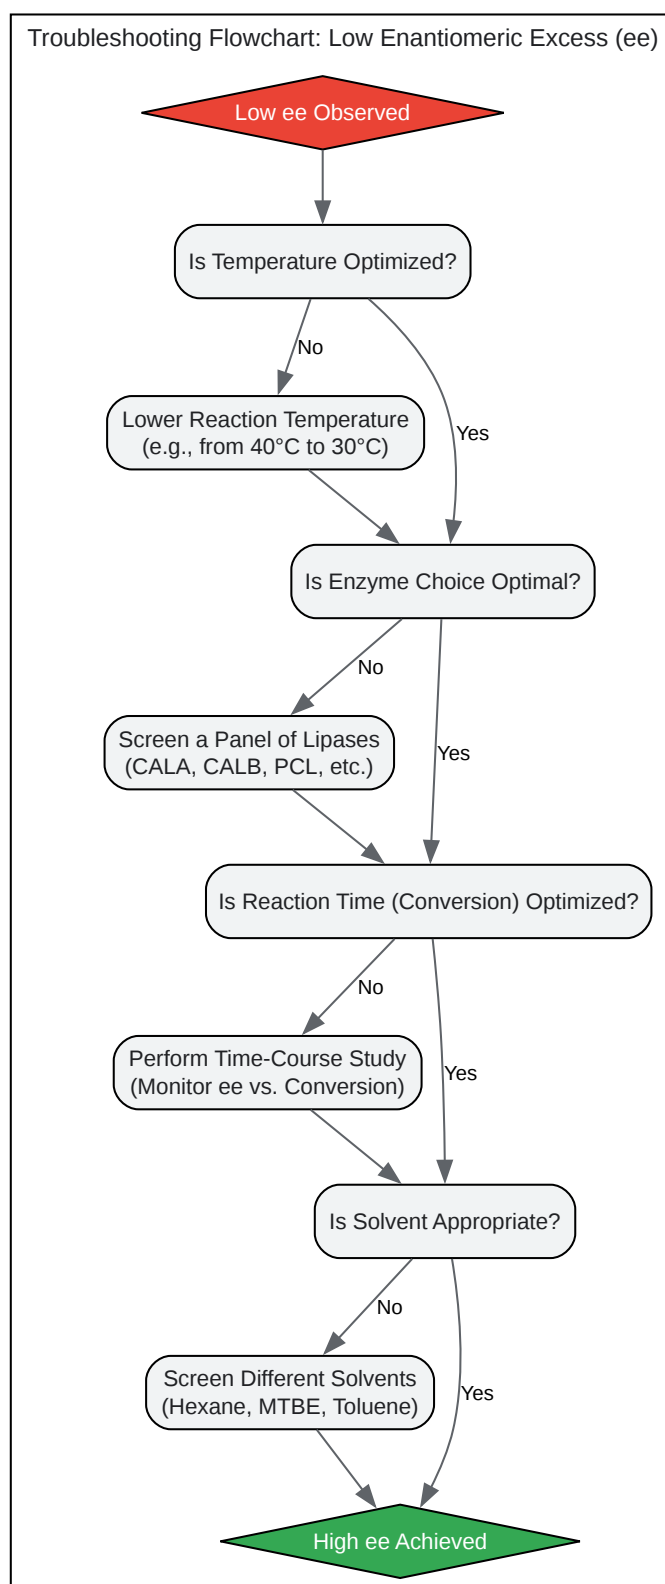 Troubleshooting Flowchart: Low Enantiomeric Excess (ee)
Low ee Observed
Is Temperature Optimized?
No
Lower Reaction Temperature
(e.g., from 40°C to 30°C)
Yes
Is Enzyme Choice Optimal?
No
Screen a Panel of Lipases
(CALA, CALB, PCL, etc.)
Yes
Is Reaction Time (Conversion) Optimized?
No
Perform Time-Course Study
(Monitor ee vs. Conversion)
Yes
Is Solvent Appropriate?
No
Screen Different Solvents
(Hexane, MTBE, Toluene)
Yes
High ee Achieved